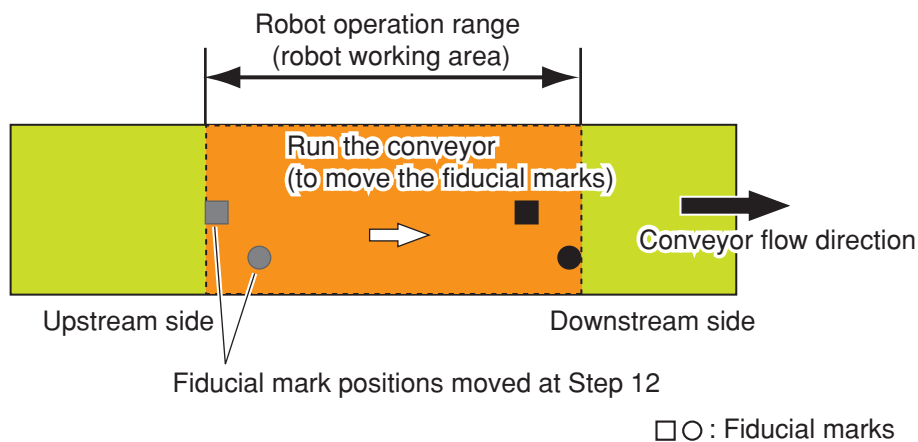 Robot operation range
(robot working area)
Run the conveyor
(to move the fiducial marks)
Conveyor flow direction
Upstream side
Downstream side
Fiducial mark positions moved at Step 12
□○ : Fiducial marks